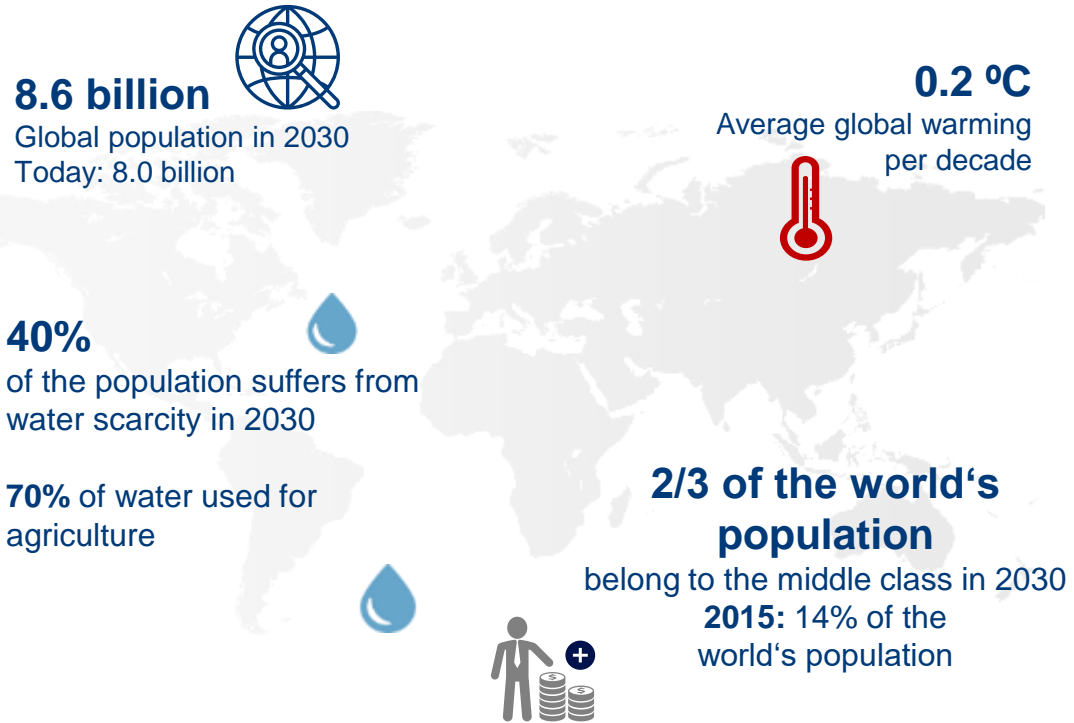 8.6 billion
Global population in 2030
Today: 8.0 billion
0.2 ºC
Average global warming
per decade
40%
of the population suffers from
water scarcity in 2030
70% of water used for
agriculture
2/3 of the world‘s
population
belong to the middle class in 2030
2015: 14% of the
world‘s population